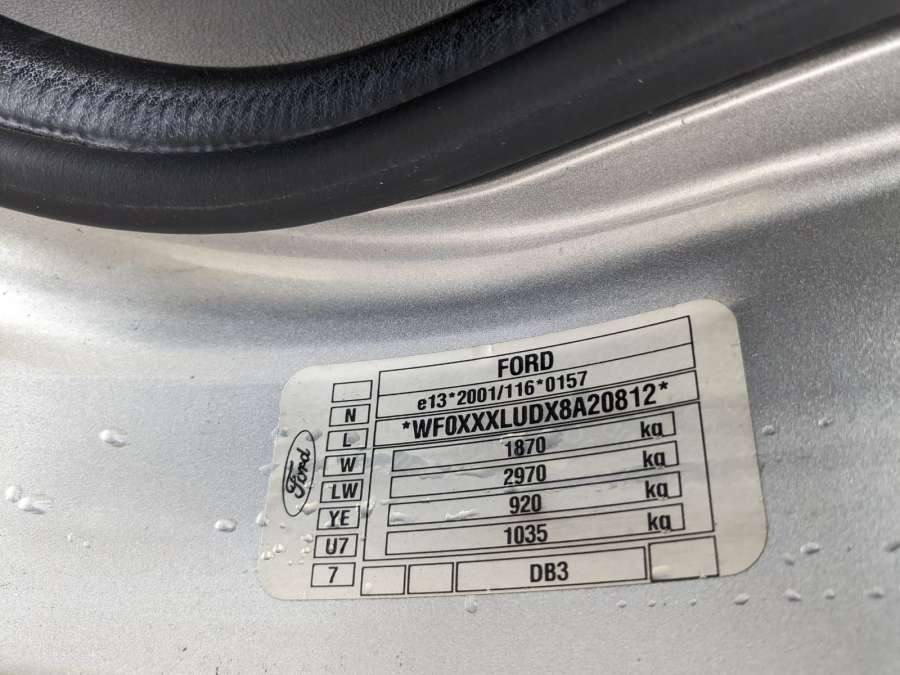 FORD
e13*2001/116*0157
*WF0XXXLUDX8A20812*
N
L
1870 kg
W
2970 kg
LW
920 kg
YE
1035 kg
U7
7
DB3
Ford